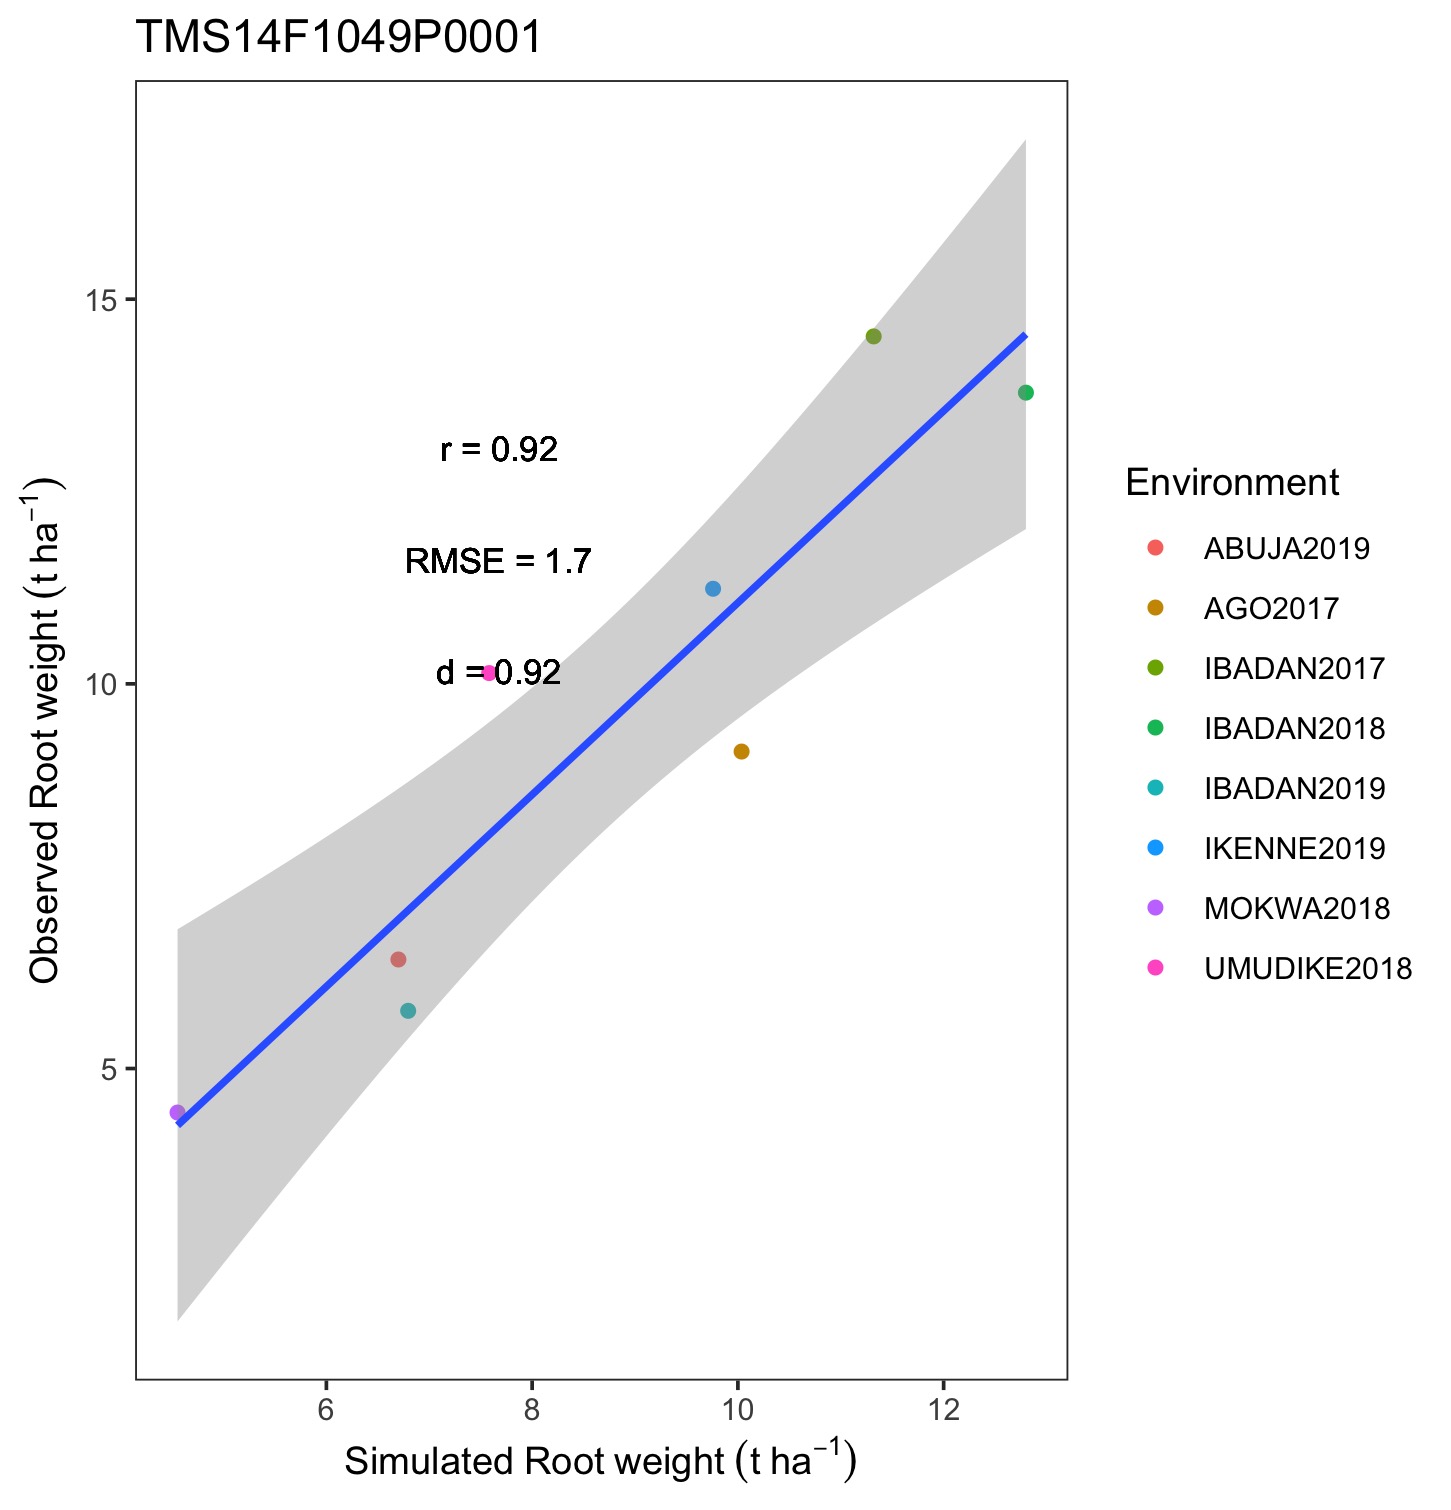 TMS14F1049P0001
15
10
5
Observed Root weight (t ha⁻¹)
r = 0.92
RMSE = 1.7
d = 0.92
6 8 10 12
Simulated Root weight (t ha⁻¹)
Environment
ABUJA2019
AGO2017
IBADAN2017
IBADAN2018
IBADAN2019
IKENNE2019
MOKWA2018
UMUDIKE2018